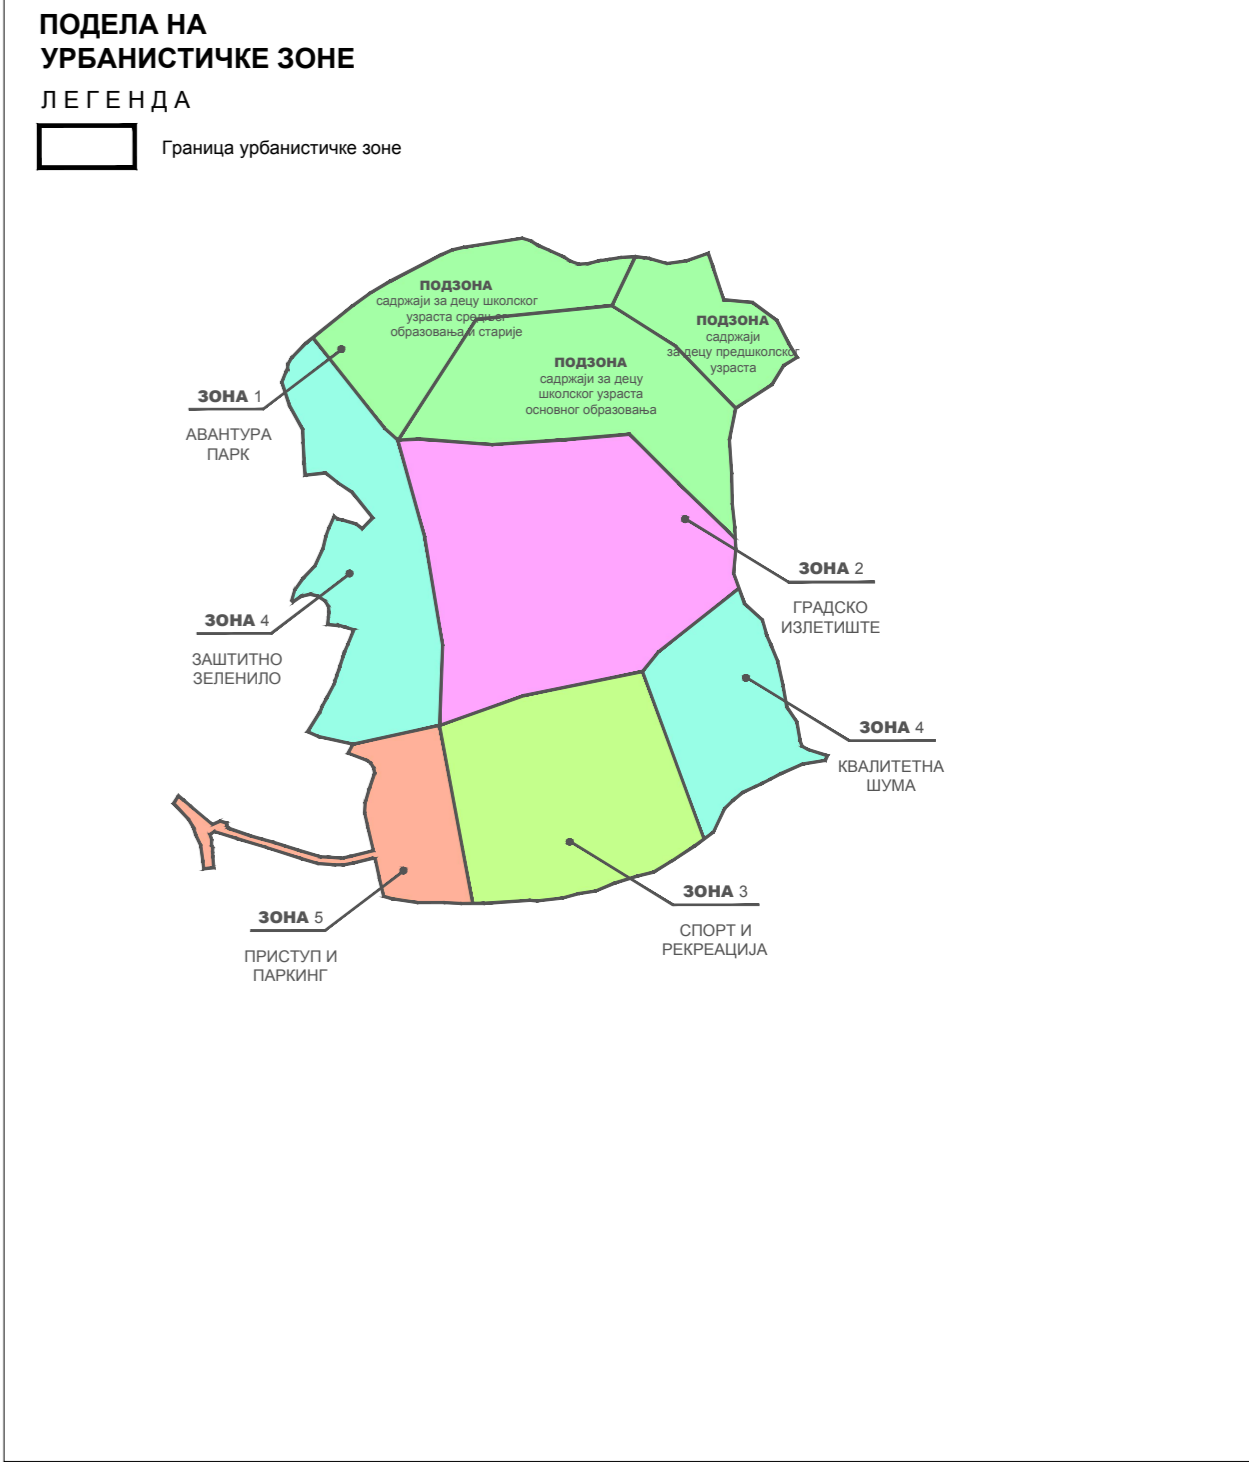 ПОДЕЛА НА
УРБАНИСТИЧКЕ ЗОНЕ
ЛЕГЕНДА
Граница урбанистичке зоне
ПОДЗОНА
садржаји за децу школског
узраста средњег
образовања и старије
ПОДЗОНА
садржаји
за децу предшколског
узраста
ПОДЗОНА
садржаји за децу
школског узраста
основног образовања
ЗОНА 1
АВАНТУРА
ПАРК
ЗОНА 2
ГРАДСКО
ИЗЛЕТИШТЕ
ЗОНА 4
ЗАШТИТНО
ЗЕЛЕНИЛО
ЗОНА 4
КВАЛИТЕТНА
ШУМА
ЗОНА 3
СПОРТ И
РЕКРЕАЦИЈА
ЗОНА 5
ПРИСТУП И
ПАРКИНГ